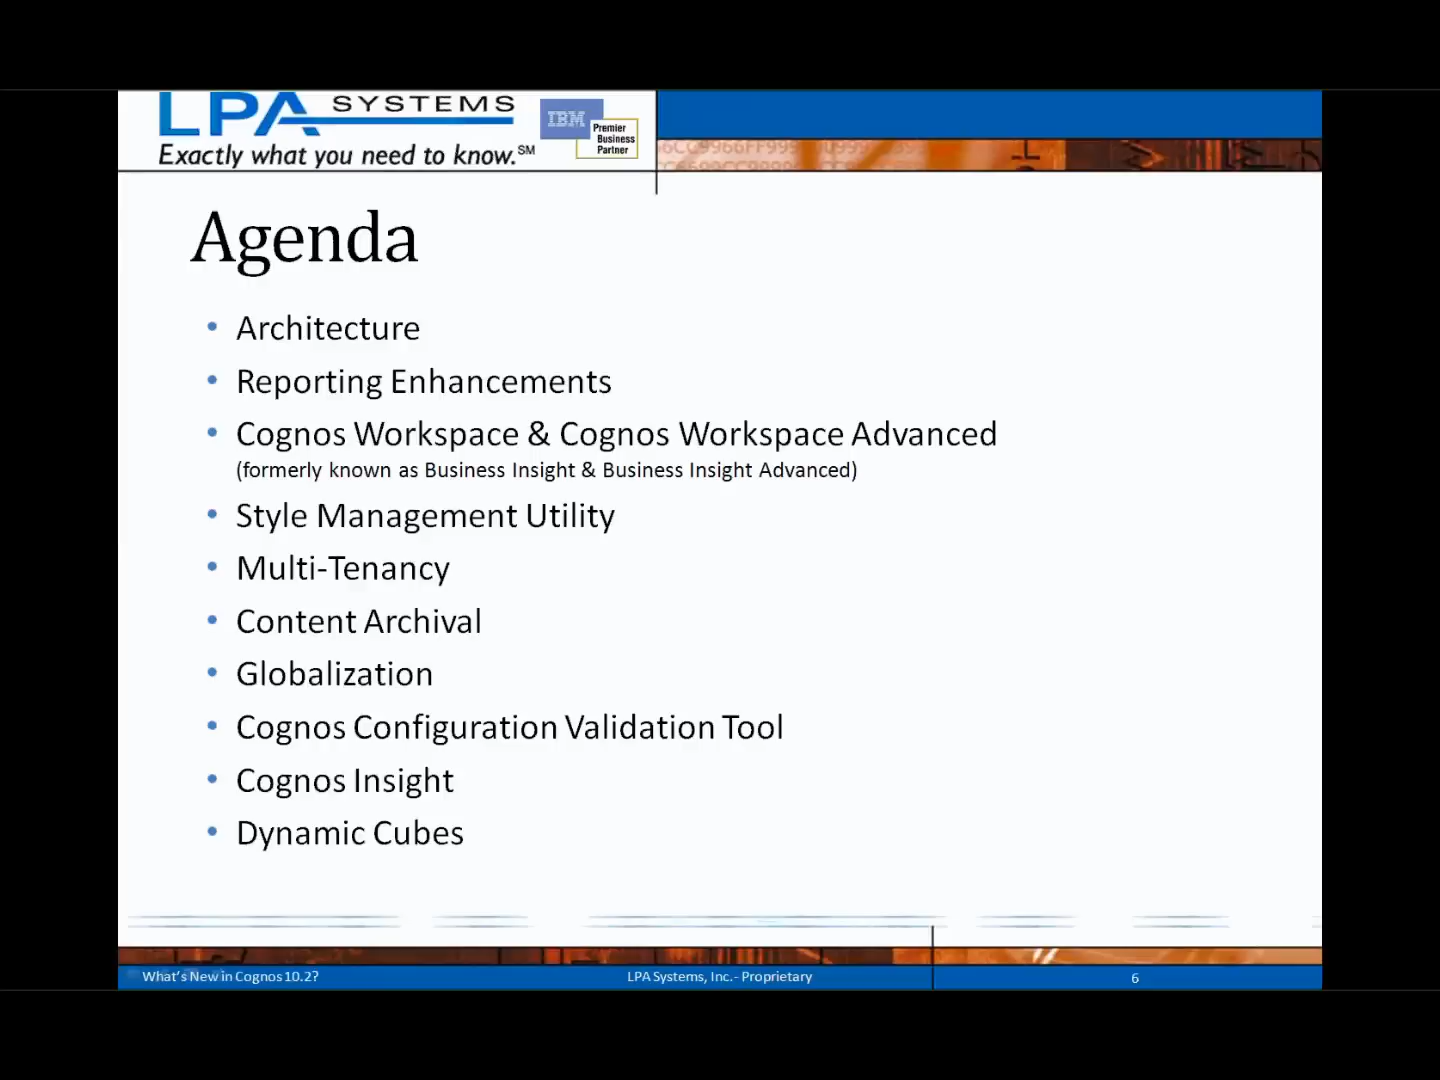 LPA SYSTEMS
Exactly what you need to know.SM
IBM
Premier
Business
Partner
Agenda
• Architecture
• Reporting Enhancements
• Cognos Workspace & Cognos Workspace Advanced
(formerly known as Business Insight & Business Insight Advanced)
• Style Management Utility
• Multi-Tenancy
• Content Archival
• Globalization
• Cognos Configuration Validation Tool
• Cognos Insight
• Dynamic Cubes
What's New in Cognos 10.2?
LPA Systems, Inc.- Proprietary
6